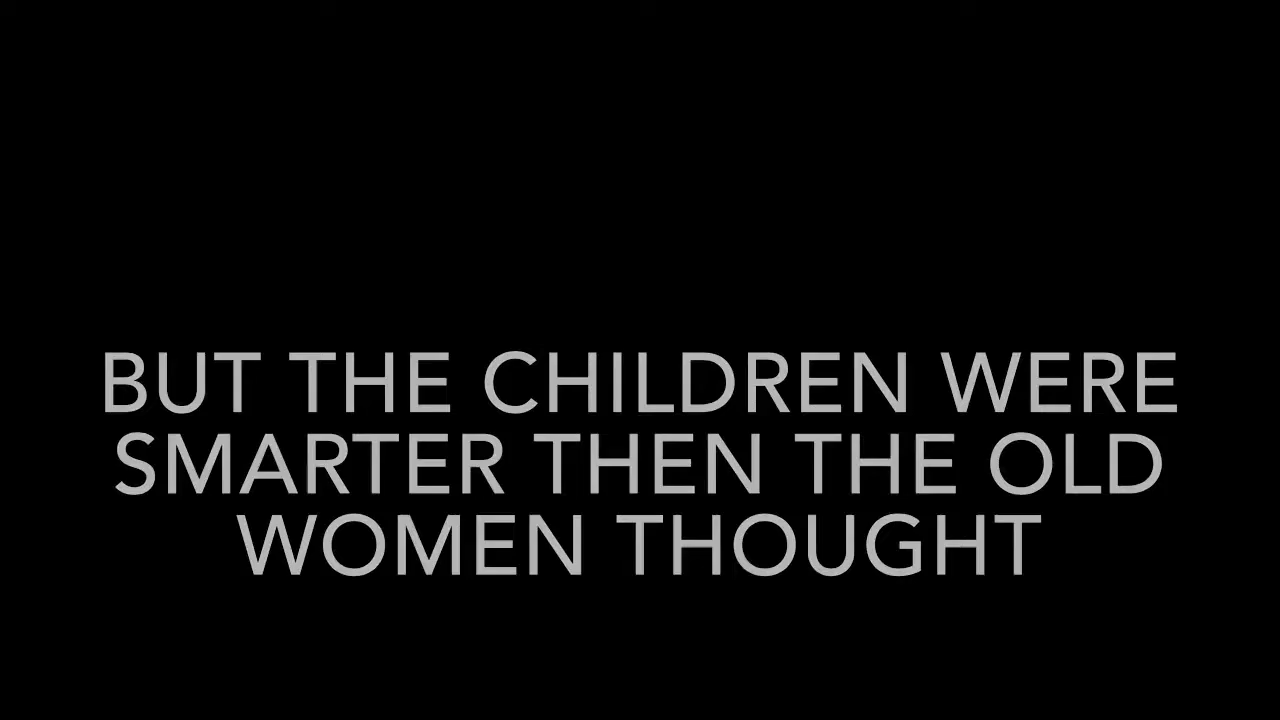 BUT THE CHILDREN WERE
SMARTER THEN THE OLD
WOMEN THOUGHT